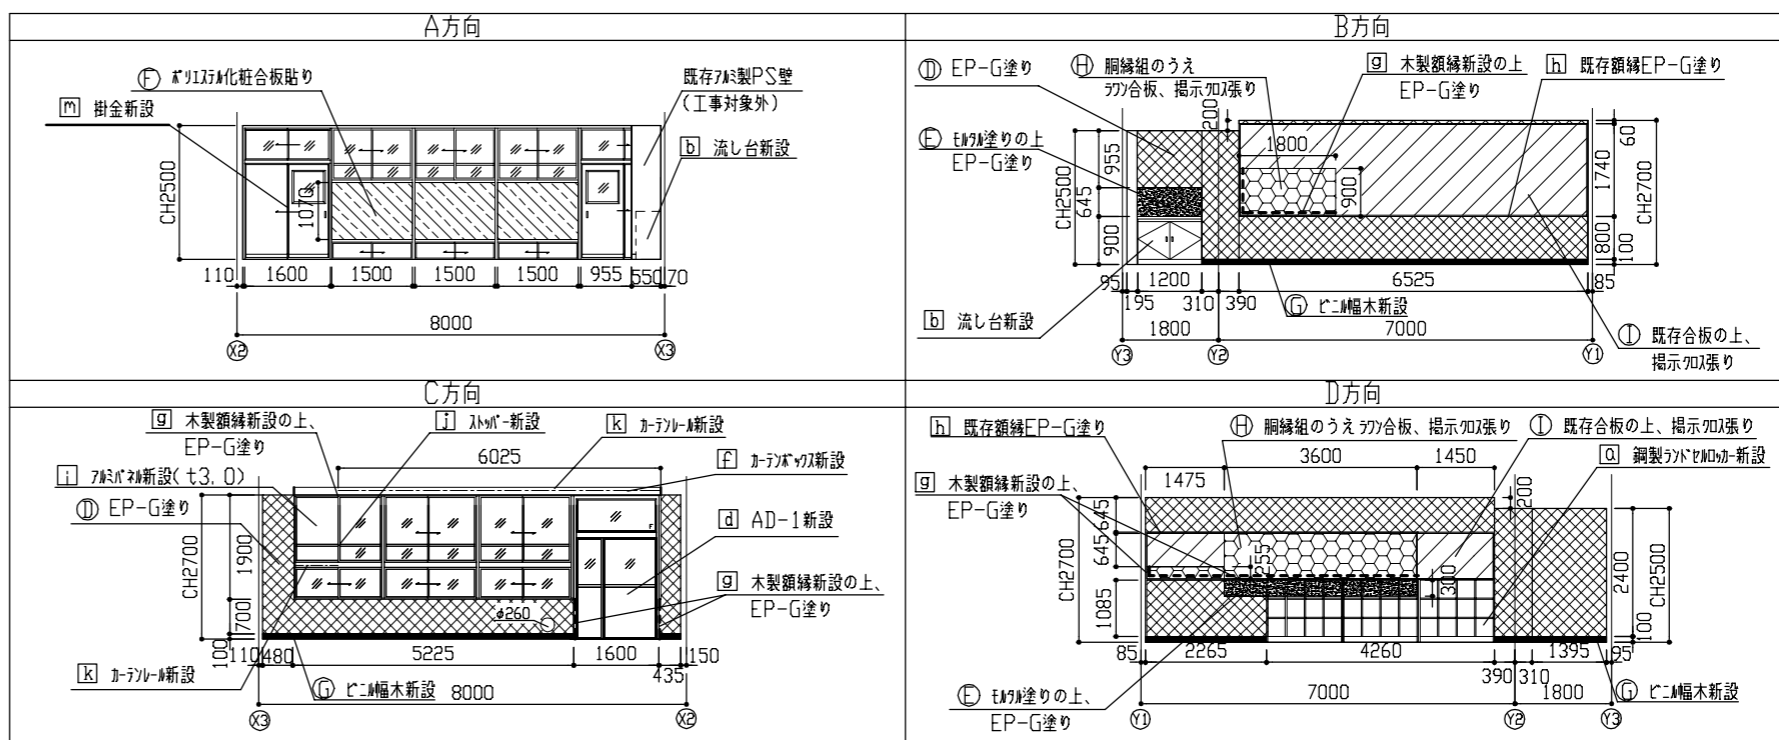 A方向
Ⓕ ポリエステル化粧合板貼り
既存アルミ製PS壁
(工事対象外)
m 掛金新設
b 流し台新設
CH2500
1070
110
1600
1500
1500
1500
955
550
70
8000
X2
X3
B方向
Ⓓ EP-G塗り
Ⓗ 胴縁組のうえ
ラワン合板、掲示クロス張り
g 木製額縁新設の上
EP-G塗り
h 既存額縁EP-G塗り
Ⓔ モルタル塗りの上
EP-G塗り
200
1800
900
60
1740
CH2700
800
100
CH2500
955
645
900
95
195
1200
310
390
6525
85
Ⓖ ビニル幅木新設
b 流し台新設
1800
7000
Ⓘ 既存合板の上、
掲示クロス張り
Y3
Y2
Y1
C方向
g 木製額縁新設の上、
EP-G塗り
j ストッパー新設
k カーテンレール新設
6025
f カーテンボックス新設
i アルミパネル新設(t3.0)
Ⓓ EP-G塗り
d AD-1新設
F
g 木製額縁新設の上、
EP-G塗り
CH2700
1900
700
100
φ260
110
480
5225
1600
435
150
k カーテンレール新設
Ⓖ ビニル幅木新設
8000
X3
X2
D方向
h 既存額縁EP-G塗り
Ⓗ 胴縁組のうえ ラワン合板、掲示クロス張り
Ⓘ 既存合板の上、掲示クロス張り
1475
3600
1450
a 鋼製ランドセルロッカー新設
g 木製額縁新設の上、
EP-G塗り
CH2700
645
645
1085
255
300
200
2400
CH2500
100
85
2265
4260
390
310
1395
95
Ⓔ モルタル塗りの上、
EP-G塗り
7000
1800
Ⓖ ビニル幅木新設
Y1
Y2
Y3